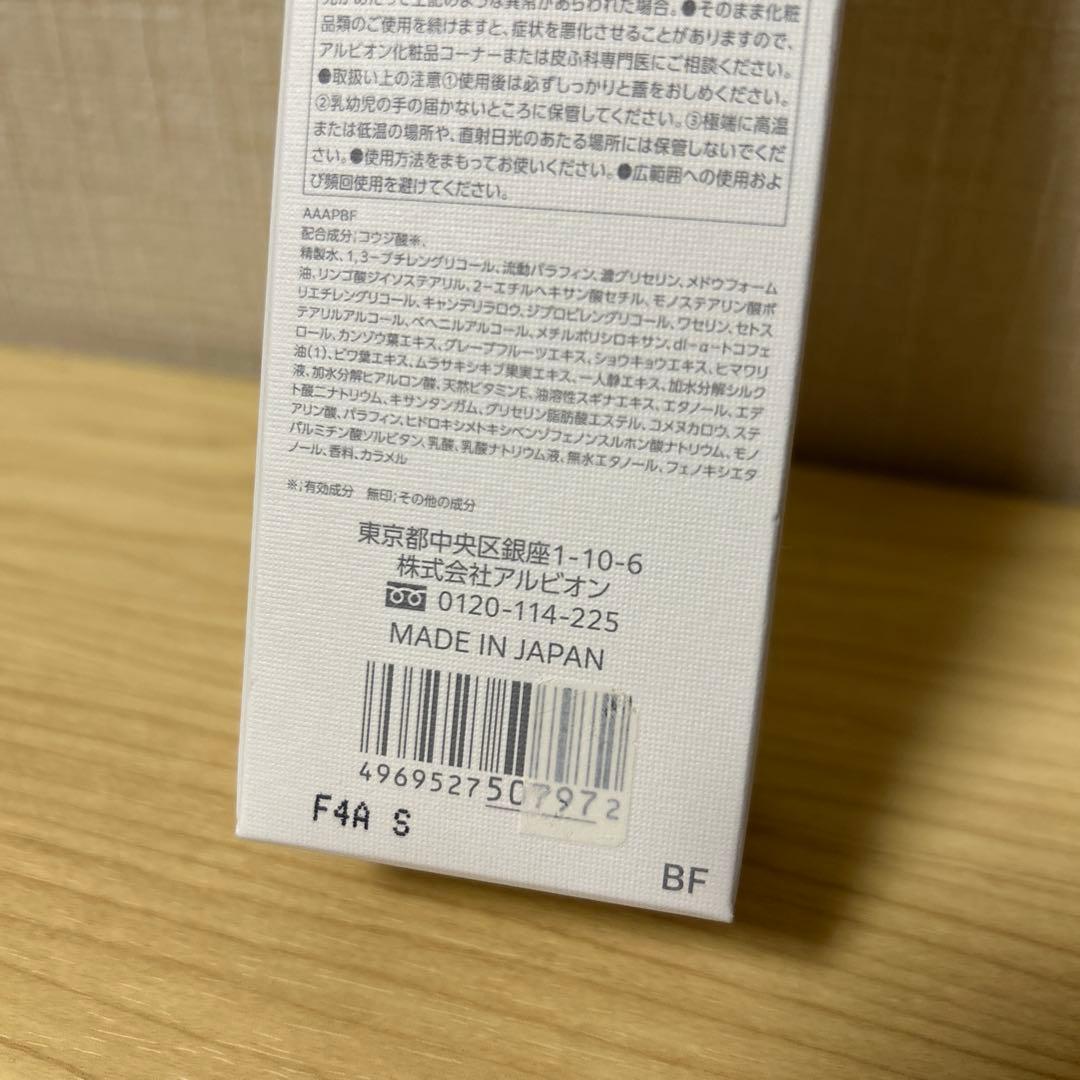 光があたって上記のような異常があらわれた場合。●そのまま化粧
品類のご使用を続けますと、症状を悪化させることがありますので、
アルビオン化粧品コーナーまたは皮ふ科専門医にご相談ください。
●取扱い上の注意①使用後は必ずしっかりと蓋をおしめください。
②乳幼児の手の届かないところに保管してください。③極端に高温
または低温の場所や、直射日光のあたる場所には保管しないでくだ
さい。●使用方法をまもってお使いください。●広範囲への使用およ
び頻回使用を避けてください。
AAAPBF
配合成分；コウジ酸※、
精製水、1,3-ブチレングリコール、流動パラフィン、濃グリセリン、メドウフォーム
油、リンゴ酸ジイソステアリル、2-エチルヘキサン酸セチル、モノステアリン酸ポ
リエチレングリコール、キャンデリラロウ、ジプロピレングリコール、ワセリン、セトス
テアリルアルコール、ベヘニルアルコール、メチルポリシロキサン、dl-α-トコフェ
ロール、カンゾウ葉エキス、グレープフルーツエキス、ショウキョウエキス、ヒマワリ
油(1)、ビワ葉エキス、ムラサキシキブ果実エキス、一人静エキス、加水分解シルク
液、加水分解ヒアルロン酸、天然ビタミンE、油溶性スギナエキス、エタノール、エデ
ト酸二ナトリウム、キサンタンガム、グリセリン脂肪酸エステル、コメヌカロウ、ステ
アリン酸、パラフィン、ヒドロキシメトキシベンゾフェノンスルホン酸ナトリウム、モノ
パルミチン酸ソルビタン、乳酸、乳酸ナトリウム液、無水エタノール、フェノキシエタ
ノール、香料、カラメル
※；有効成分　無印；その他の成分
東京都中央区銀座1-10-6
株式会社アルビオン
0120-114-225
MADE IN JAPAN
4969527507972
F4A S
BF